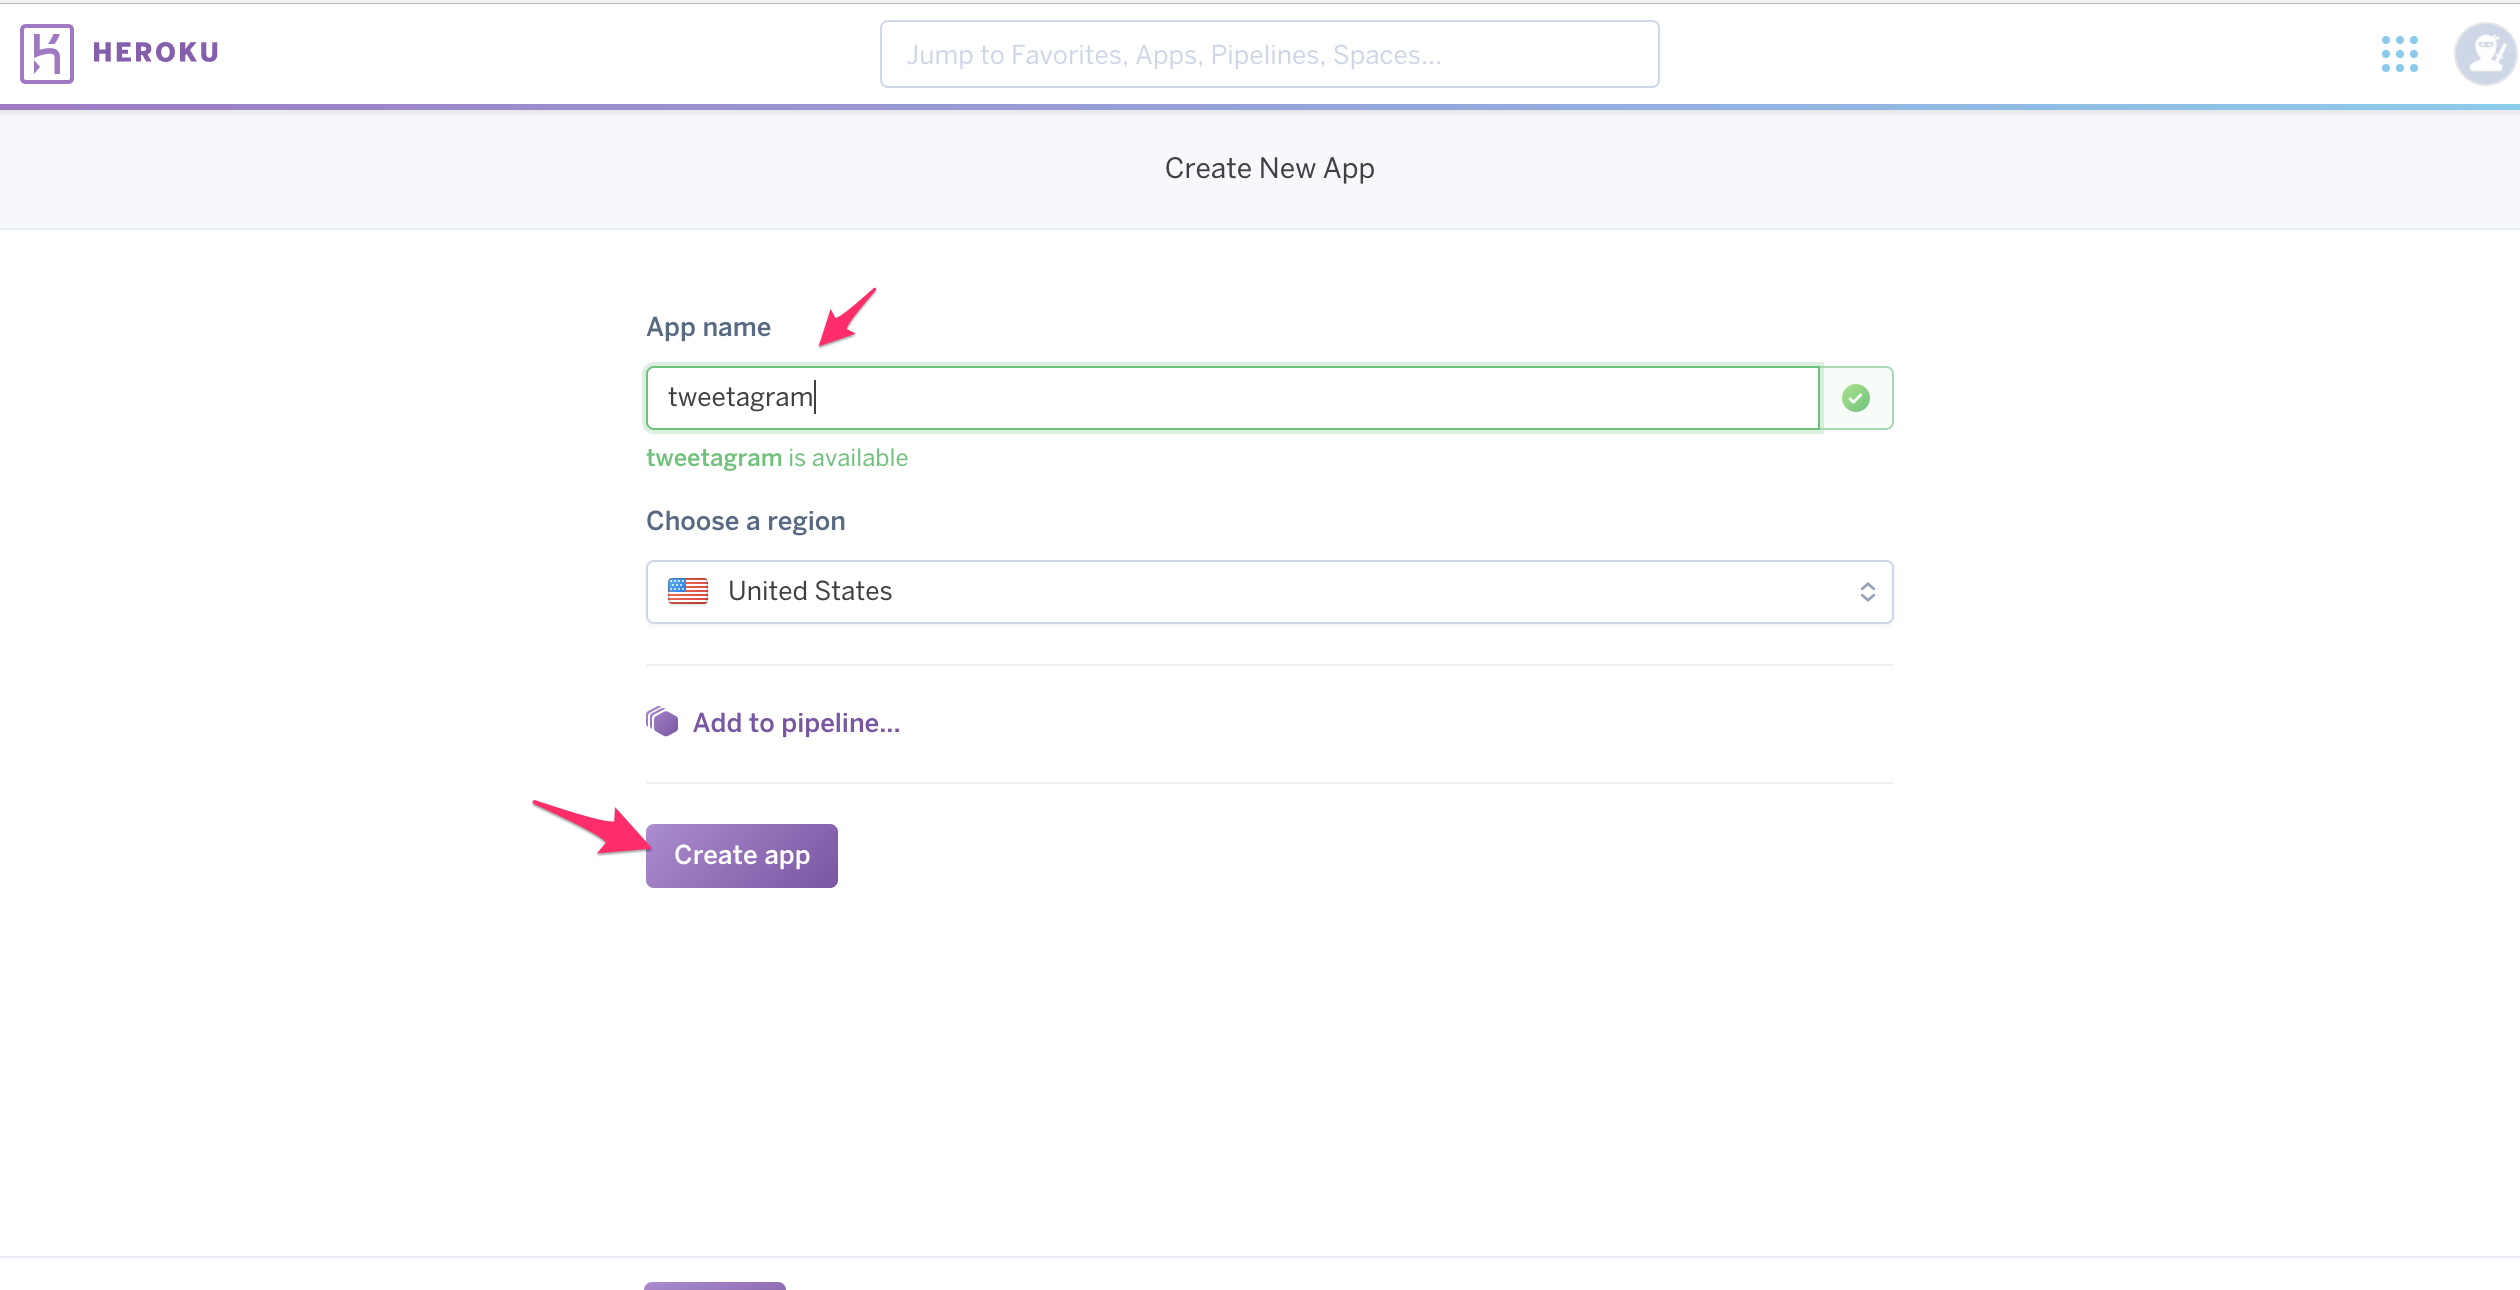 HEROKU
Jump to Favorites, Apps, Pipelines, Spaces...
Create New App
App name
tweetagram
tweetagram is available
Choose a region
United States
Add to pipeline...
Create app